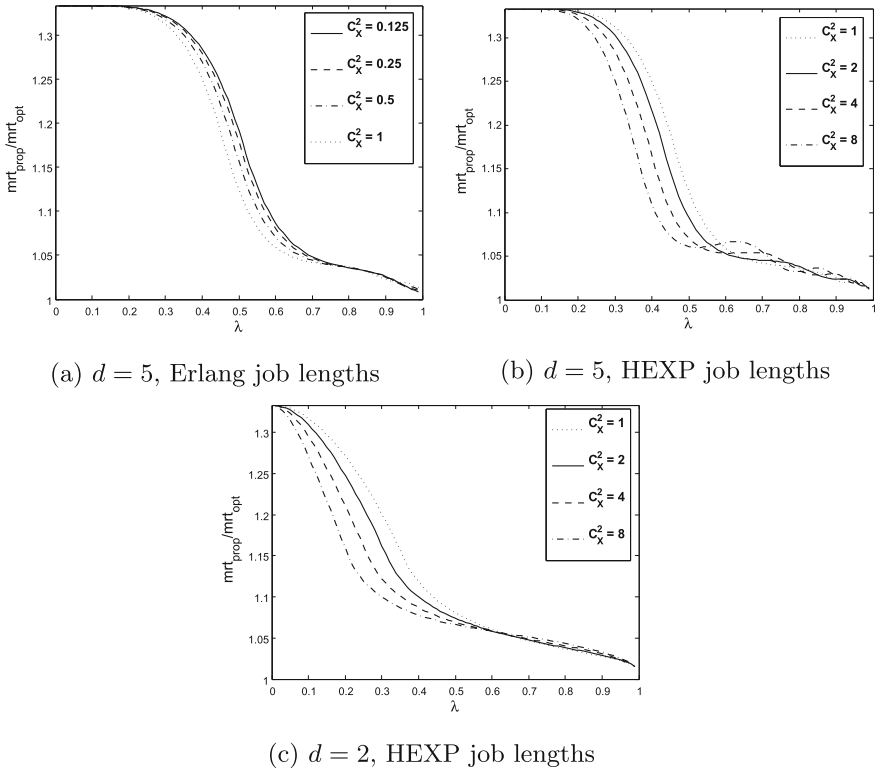 mrt_prop/mrt_opt
1.3
1.25
1.2
1.15
1.1
1.05
1
0 0.1 0.2 0.3 0.4 0.5 0.6 0.7 0.8 0.9 1
λ
C_X^2 = 0.125
C_X^2 = 0.25
C_X^2 = 0.5
C_X^2 = 1
(a) d = 5, Erlang job lengths
mrt_prop/mrt_opt
1.3
1.25
1.2
1.15
1.1
1.05
1
0 0.1 0.2 0.3 0.4 0.5 0.6 0.7 0.8 0.9 1
λ
C_X^2 = 1
C_X^2 = 2
C_X^2 = 4
C_X^2 = 8
(b) d = 5, HEXP job lengths
mrt_prop/mrt_opt
1.3
1.25
1.2
1.15
1.1
1.05
1
0 0.1 0.2 0.3 0.4 0.5 0.6 0.7 0.8 0.9 1
λ
C_X^2 = 1
C_X^2 = 2
C_X^2 = 4
C_X^2 = 8
(c) d = 2, HEXP job lengths